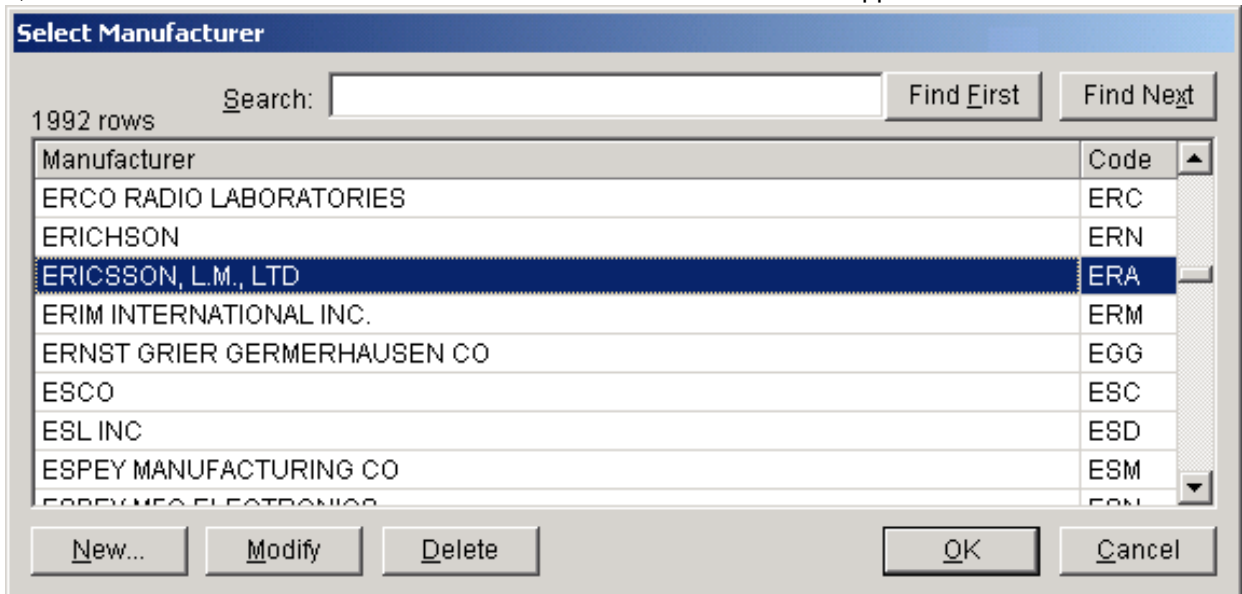 Select Manufacturer
Search:
Find First
Find Next
1992 rows
Manufacturer Code
ERCO RADIO LABORATORIES ERC
ERICHSON ERN
ERICSSON, L.M., LTD ERA
ERIM INTERNATIONAL INC. ERM
ERNST GRIER GERMERHAUSEN CO EGG
ESCO ESC
ESL INC ESD
ESPEY MANUFACTURING CO ESM
New... Modify Delete OK Cancel